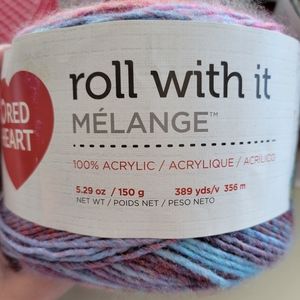 RED
HEART
roll with it
MÉLANGE™
100% ACRYLIC / ACRYLIQUE / ACRÍLICO
5.29 oz / 150 g 389 yds/v 356 m
NET WT / POIDS NET / PESO NETO